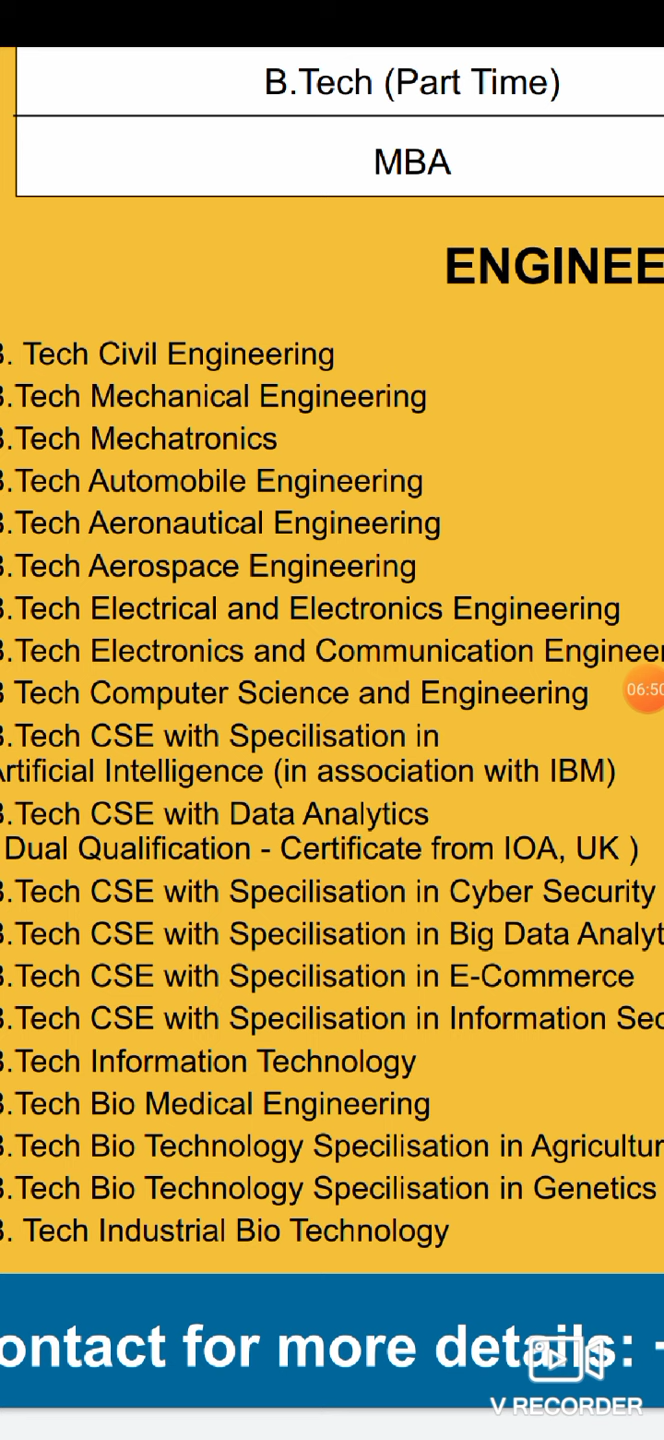 B.Tech (Part Time)
MBA
ENGINEE
B. Tech Civil Engineering
B.Tech Mechanical Engineering
B.Tech Mechatronics
B.Tech Automobile Engineering
B.Tech Aeronautical Engineering
B.Tech Aerospace Engineering
B.Tech Electrical and Electronics Engineering
B.Tech Electronics and Communication Engineer
B Tech Computer Science and Engineering
06:50
B.Tech CSE with Specilisation in
Artificial Intelligence (in association with IBM)
B.Tech CSE with Data Analytics
Dual Qualification - Certificate from IOA, UK )
B.Tech CSE with Specilisation in Cyber Security
B.Tech CSE with Specilisation in Big Data Analyt
B.Tech CSE with Specilisation in E-Commerce
B.Tech CSE with Specilisation in Information Sec
B.Tech Information Technology
B.Tech Bio Medical Engineering
B.Tech Bio Technology Specilisation in Agricultur
B.Tech Bio Technology Specilisation in Genetics
B. Tech Industrial Bio Technology
ontact for more details:
V RECORDER